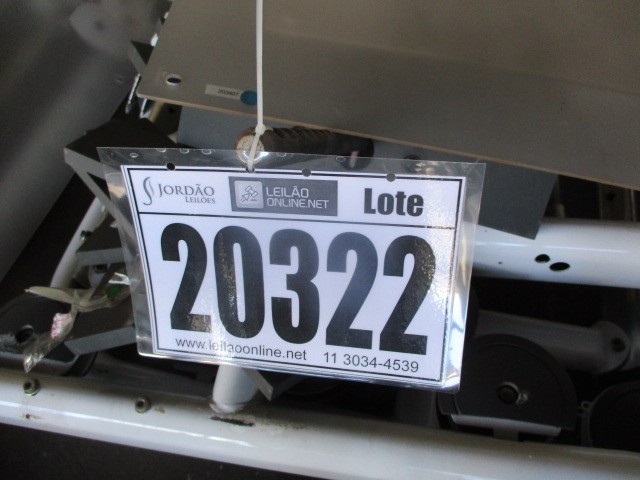 JORDÃO
LEILÕES
LEILÃO
ONLINE.NET
Lote
20322
www.leilaoonline.net 11 3034-4539